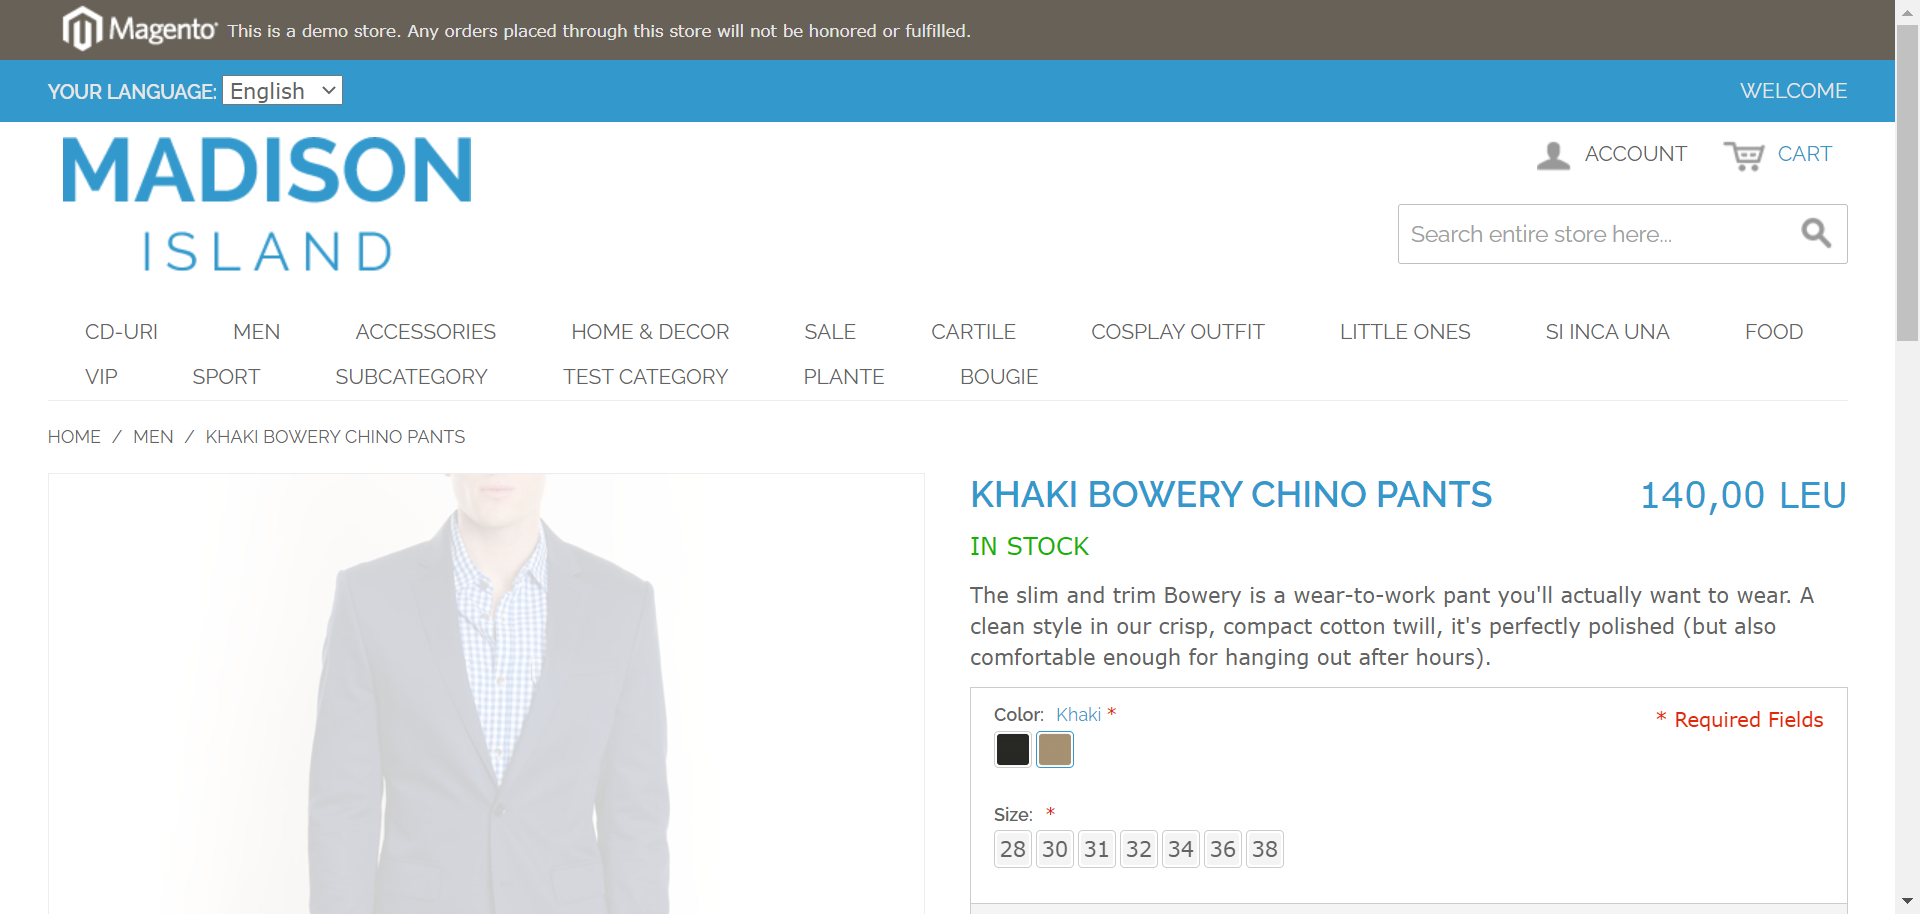 Magento® This is a demo store. Any orders placed through this store will not be honored or fulfilled.
YOUR LANGUAGE: English WELCOME
MADISON
ISLAND
ACCOUNT CART
Search entire store here...
CD-URI MEN ACCESSORIES HOME & DECOR SALE CARTILE COSPLAY OUTFIT LITTLE ONES SI INCA UNA FOOD
VIP SPORT SUBCATEGORY TEST CATEGORY PLANTE BOUGIE
HOME / MEN / KHAKI BOWERY CHINO PANTS
KHAKI BOWERY CHINO PANTS 140,00 LEU
IN STOCK
The slim and trim Bowery is a wear-to-work pant you'll actually want to wear. A
clean style in our crisp, compact cotton twill, it's perfectly polished (but also
comfortable enough for hanging out after hours).
Color: Khaki *
* Required Fields
Size: *
28 30 31 32 34 36 38